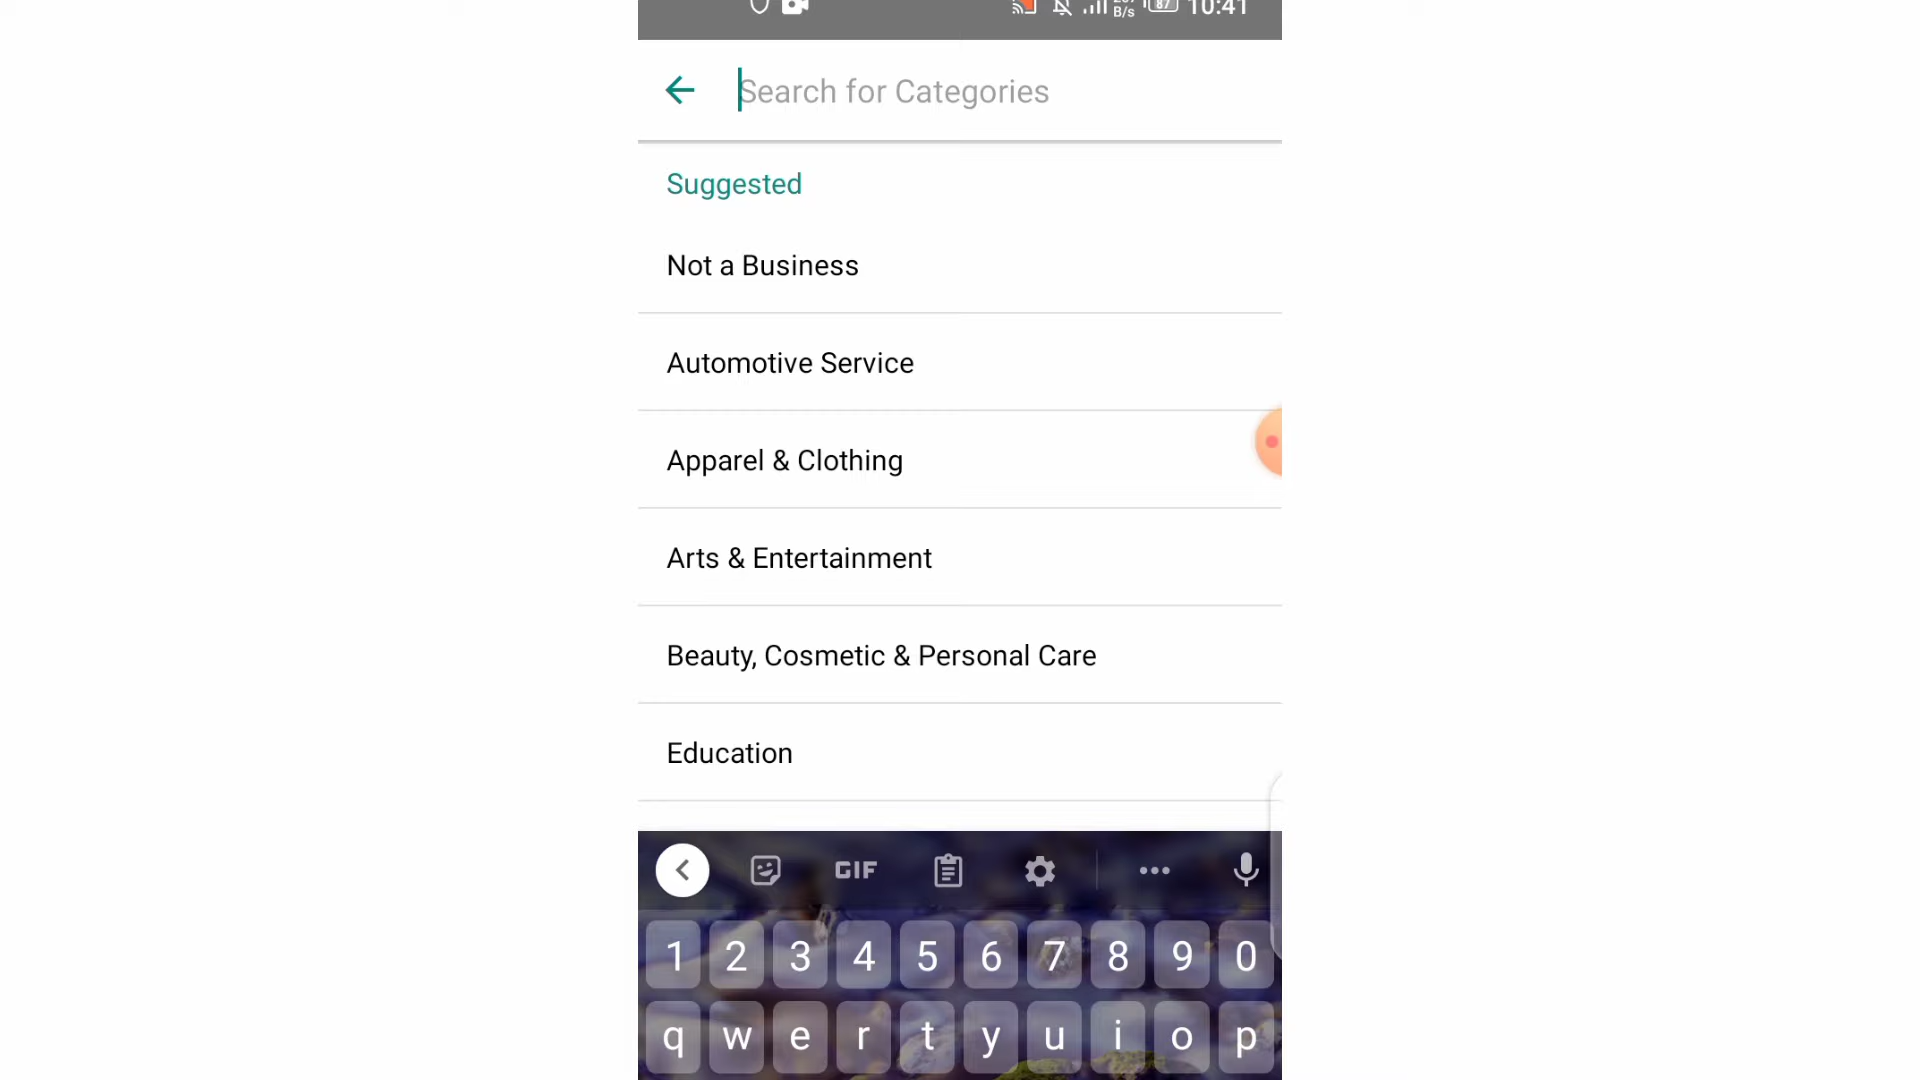 B/s 87 10:41
Search for Categories
Suggested
Not a Business
Automotive Service
Apparel & Clothing
Arts & Entertainment
Beauty, Cosmetic & Personal Care
Education
GIF
1 2 3 4 5 6 7 8 9 0
q w e r t y u i o p